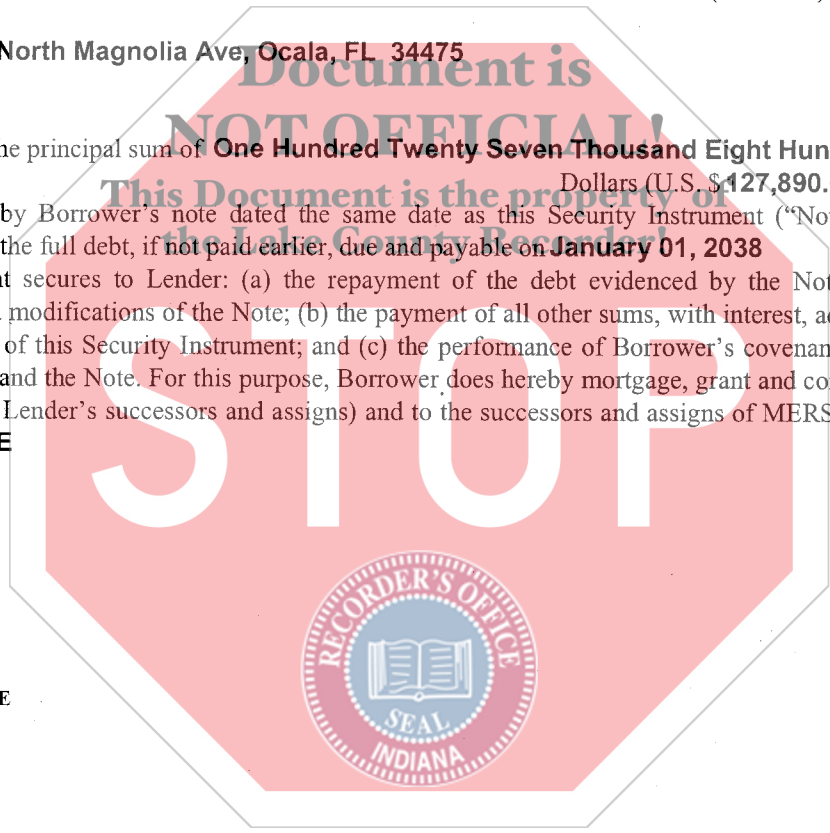 North Magnolia Ave, Ocala, FL 34475
Document is
NOT OFFICIAL!
he principal sum of One Hundred Twenty Seven Thousand Eight Hun
Dollars (U.S. $127,890.
This Document is the property of
the Lake County Recorder!
by Borrower's note dated the same date as this Security Instrument (“No
the full debt, if not paid earlier, due and payable on January 01, 2038
nt secures to Lender: (a) the repayment of the debt evidenced by the Not
modifications of the Note; (b) the payment of all other sums, with interest, a
of this Security Instrument; and (c) the performance of Borrower's covenan
and the Note. For this purpose, Borrower does hereby mortgage, grant and co
Lender's successors and assigns) and to the successors and assigns of MERS
E
STOP
RECORDER'S OFFICE
SEAL
INDIANA
E